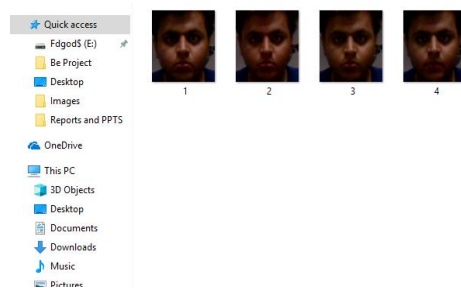 Quick access
Fdgod$ (E:)
Be Project
Desktop
Images
Reports and PPTS
OneDrive
This PC
3D Objects
Desktop
Documents
Downloads
Music
Pictures
1 2 3 4